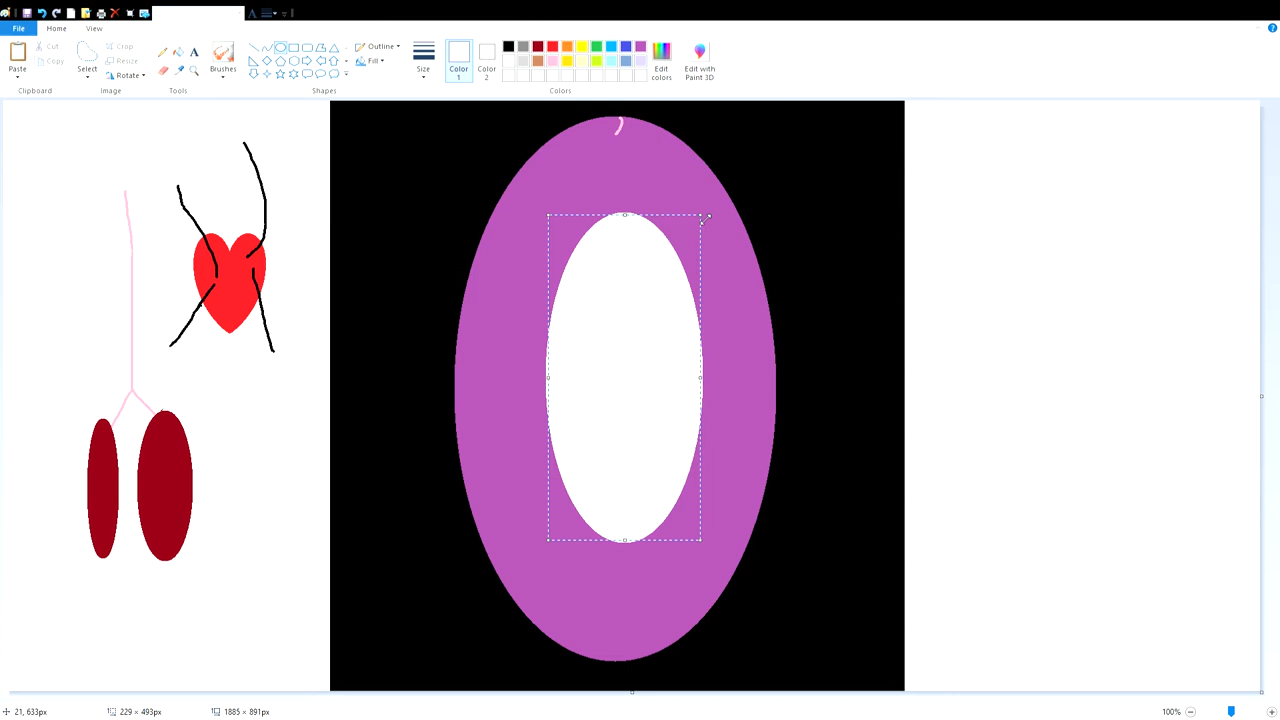 File Home View
Paste
Cut
Copy
Clipboard
Select
Crop
Resize
Rotate
Image
A
Tools
Brushes
Shapes
Outline
Fill
Size
Color 1
Color 2
Edit colors
Colors
Edit with Paint 3D
21, 633px 229 × 493px 1885 × 891px 100%